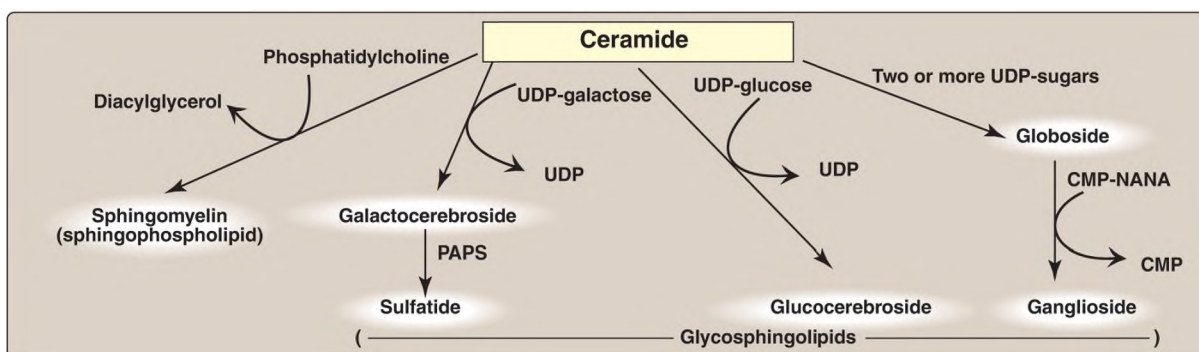 Ceramide
Phosphatidylcholine
Diacylglycerol
UDP-galactose
UDP
UDP-glucose
UDP
Two or more UDP-sugars
Globoside
CMP-NANA
CMP
Sphingomyelin
(sphingophospholipid)
Galactocerebroside
PAPS
Sulfatide
Glucocerebroside
Ganglioside
( Glycosphingolipids )